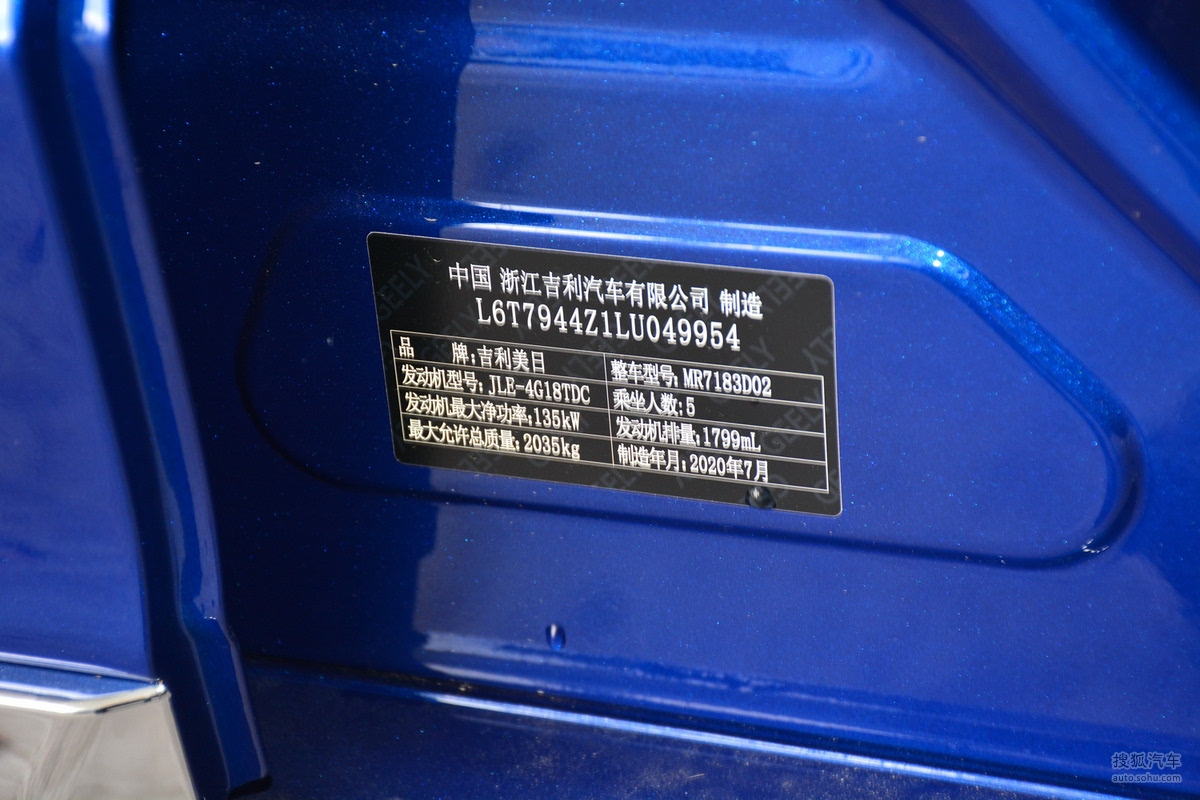 中国 浙江吉利汽车有限公司 制造
L6T7944Z1LU049954
品 牌:吉利美日 整车型号:MR7183D02
发动机型号:JLE-4G18TDC 乘坐人数:5
发动机最大净功率:135kW 发动机排量:1799mL
最大允许总质量:2035kg 制造年月:2020年7月
搜狐汽车
auto.sohu.com